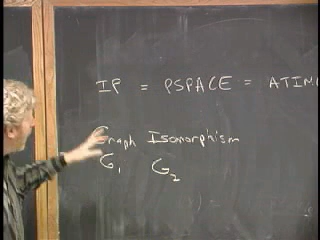 IP = PSPACE = ATIM
Graph Isomorphism
G₁ G₂